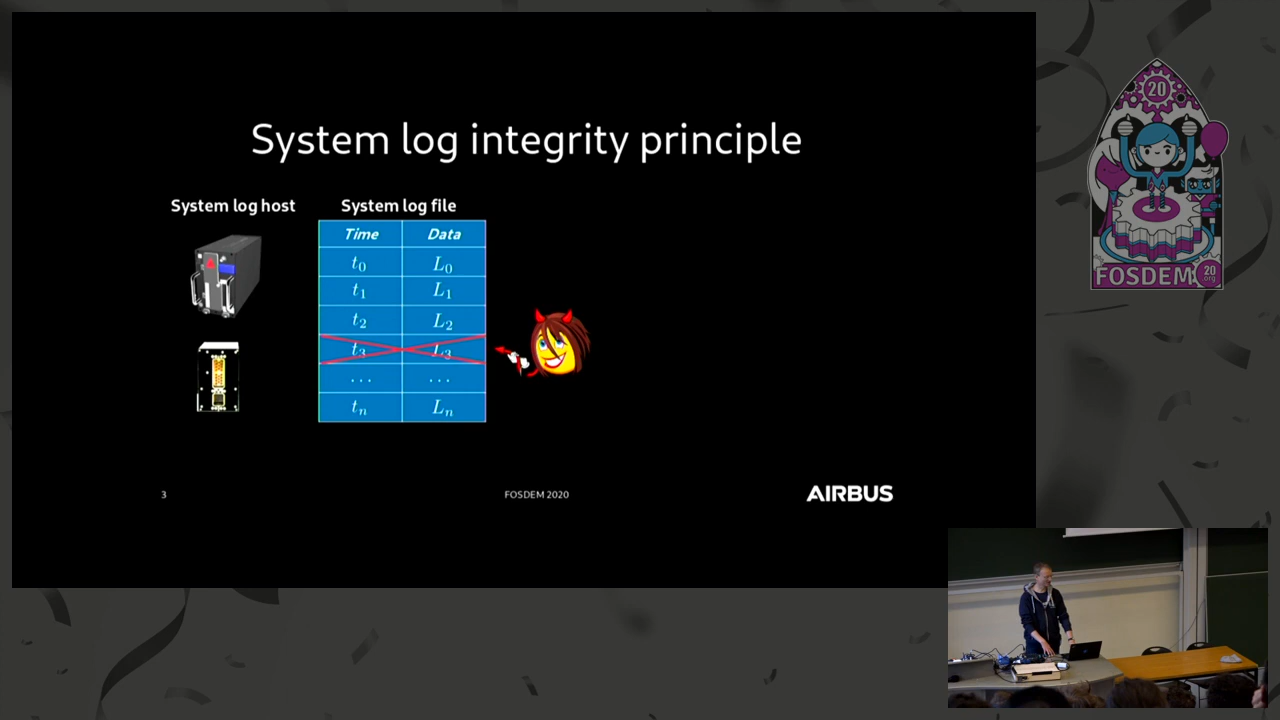 System log integrity principle
System log host
System log file
Time Data
t0 L0
t1 L1
t2 L2
t3 L3
... ...
tn Ln
3
FOSDEM 2020
AIRBUS
20
FOSDEM
20
.org